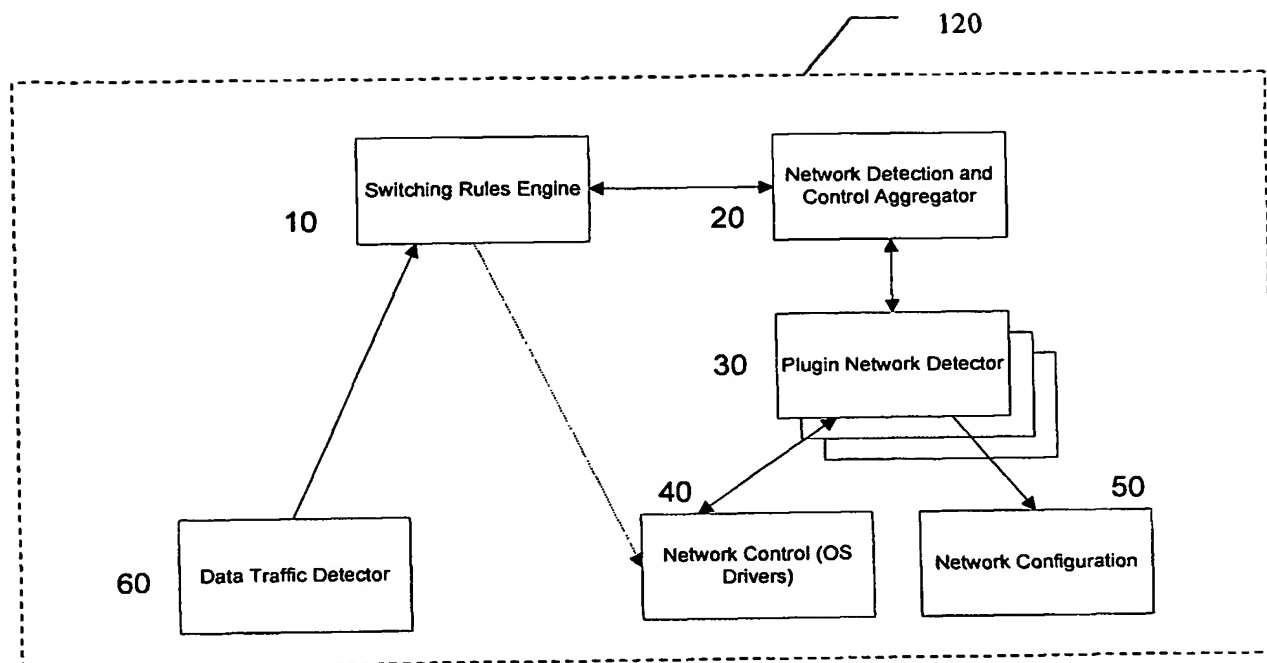 120
Switching Rules Engine
10
Network Detection and
Control Aggregator
20
Plugin Network Detector
30
40
Network Control (OS
Drivers)
50
Network Configuration
Data Traffic Detector
60